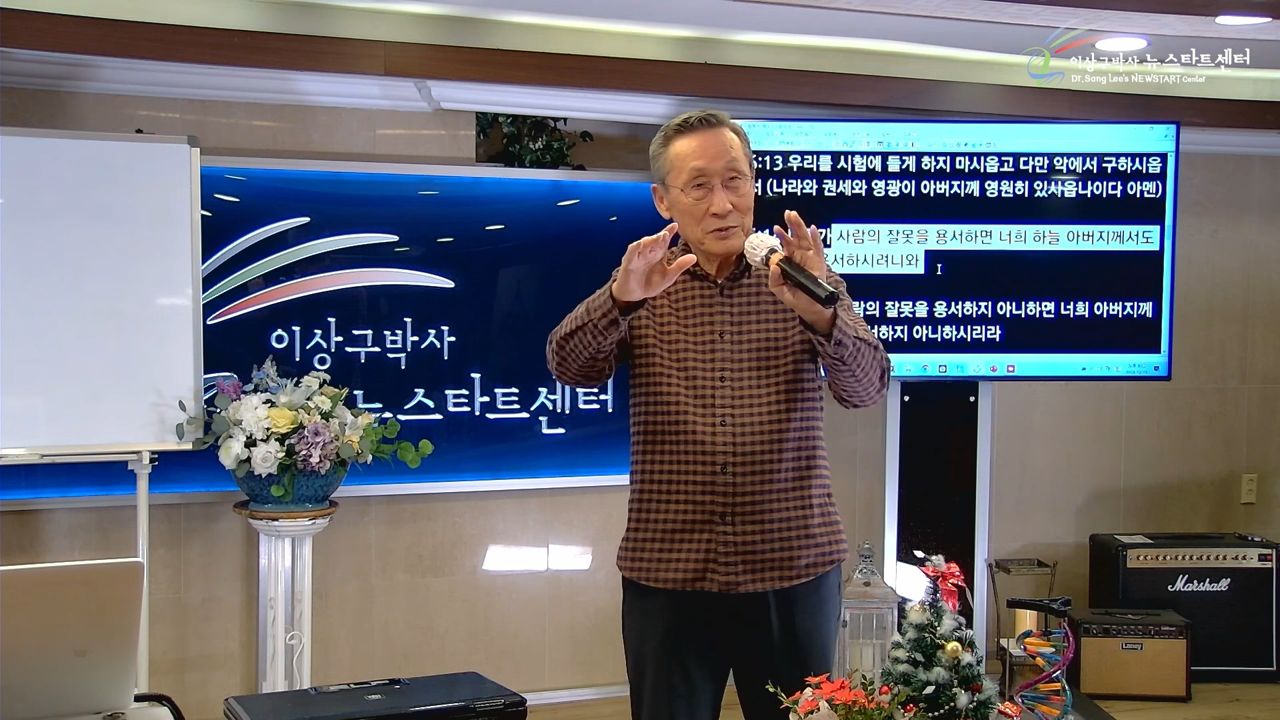 이상구박사 뉴스타트센터
Dr. Sang Lee's NEWSTART Center
:13 우리를 시험에 들게 하지 마시옵고 다만 악에서 구하시옵
(나라와 권세와 영광이 아버지께 영원히 있사옵나이다 아멘)
가 사람의 잘못을 용서하면 너희 하늘 아버지께서도
용서하시려니와
람의 잘못을 용서하지 아니하면 너희 아버지께
하지 아니하시리라
이상구박사
뉴스타트센터
Marshall
Laney